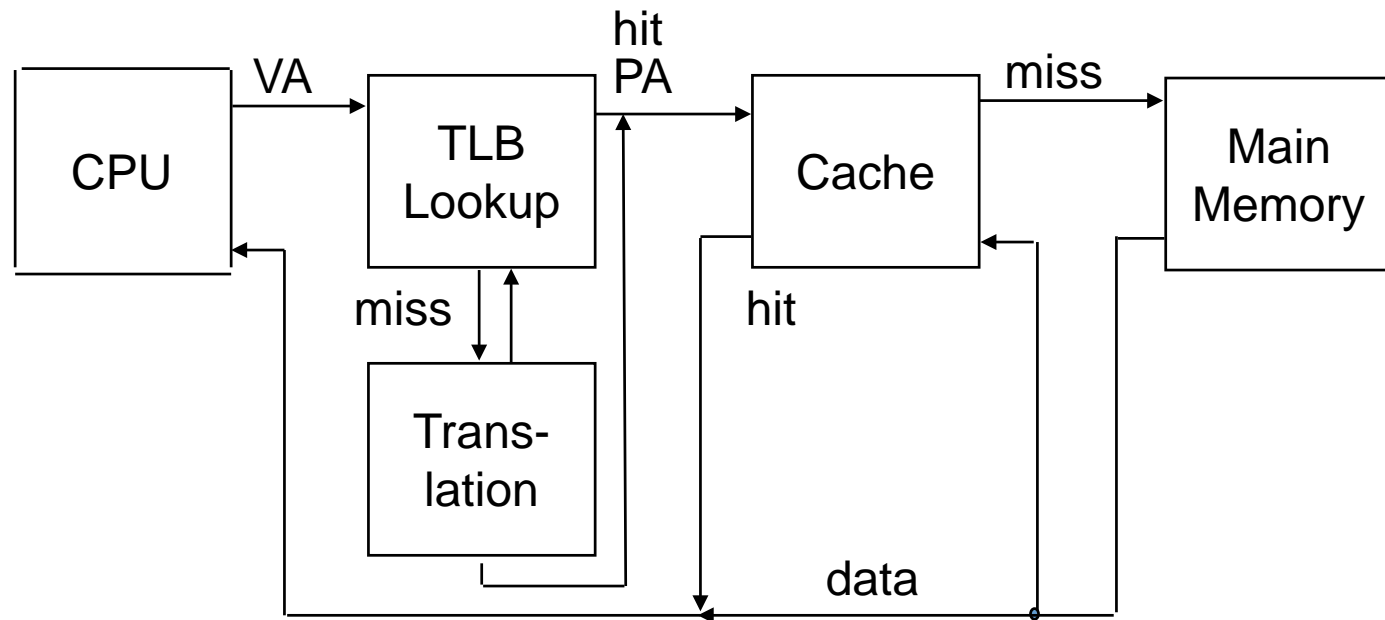 CPU
VA
TLB
Lookup
hit
PA
Cache
miss
Main
Memory
miss
hit
Trans-
lation
data